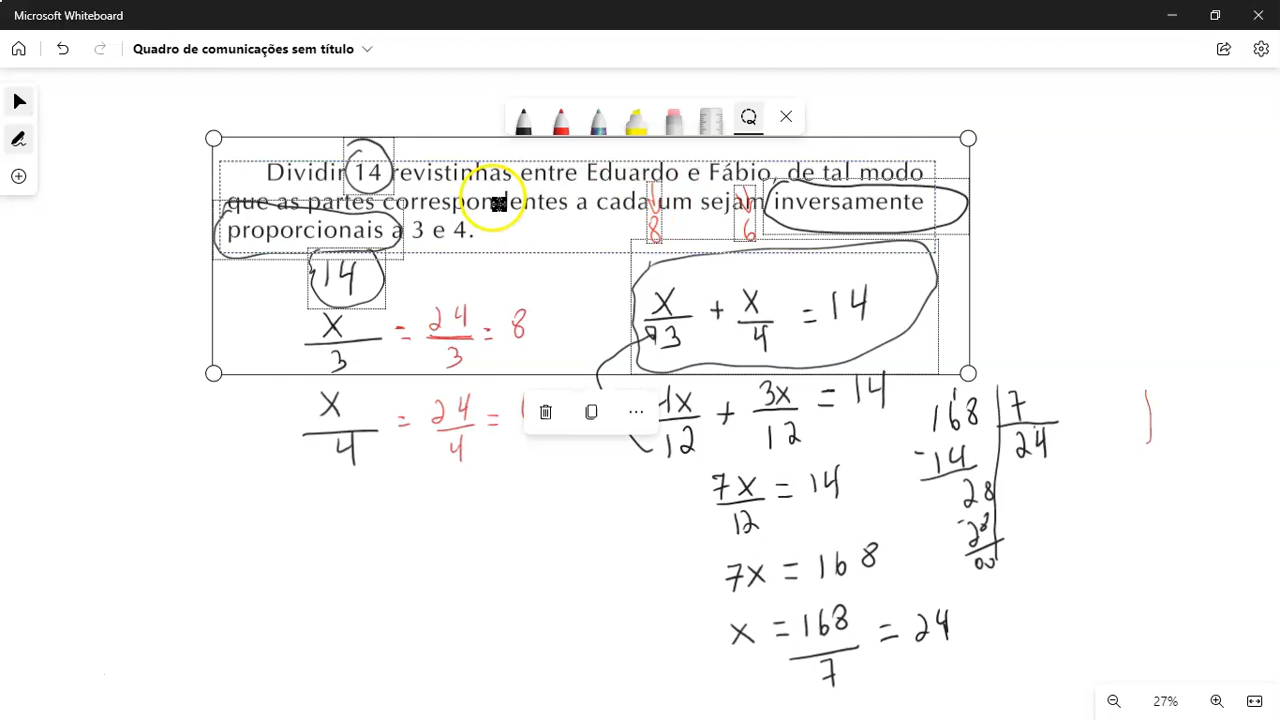 Microsoft Whiteboard
Quadro de comunicações sem título
Dividir 14 revistinhas entre Eduardo e Fábio, de tal modo
que as partes correspondentes a cada um sejam inversamente
proporcionais a 3 e 4.
8 6
14
x/3 = 24/3 = 8
x/4 = 24/4 =
x/3 + x/4 = 14
4x/12 + 3x/12 = 14
7x/12 = 14
7x = 168
x = 168/7 = 24
168 7
-14 24
28
-28
00
27%